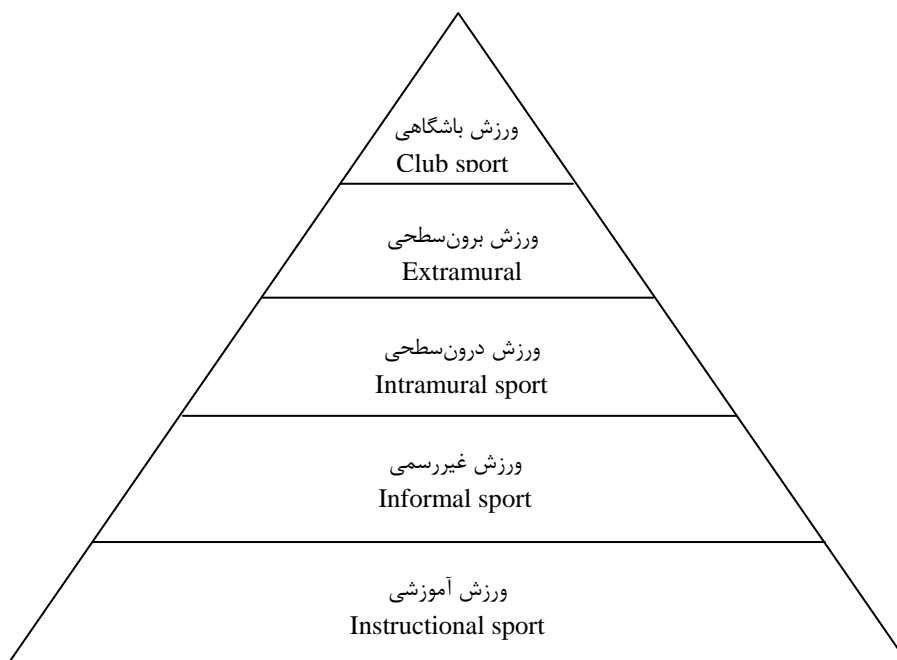 ورزش باشگاهی
Club sport
ورزش برون‌سطحی
Extramural
ورزش درون‌سطحی
Intramural sport
ورزش غیررسمی
Informal sport
ورزش آموزشی
Instructional sport